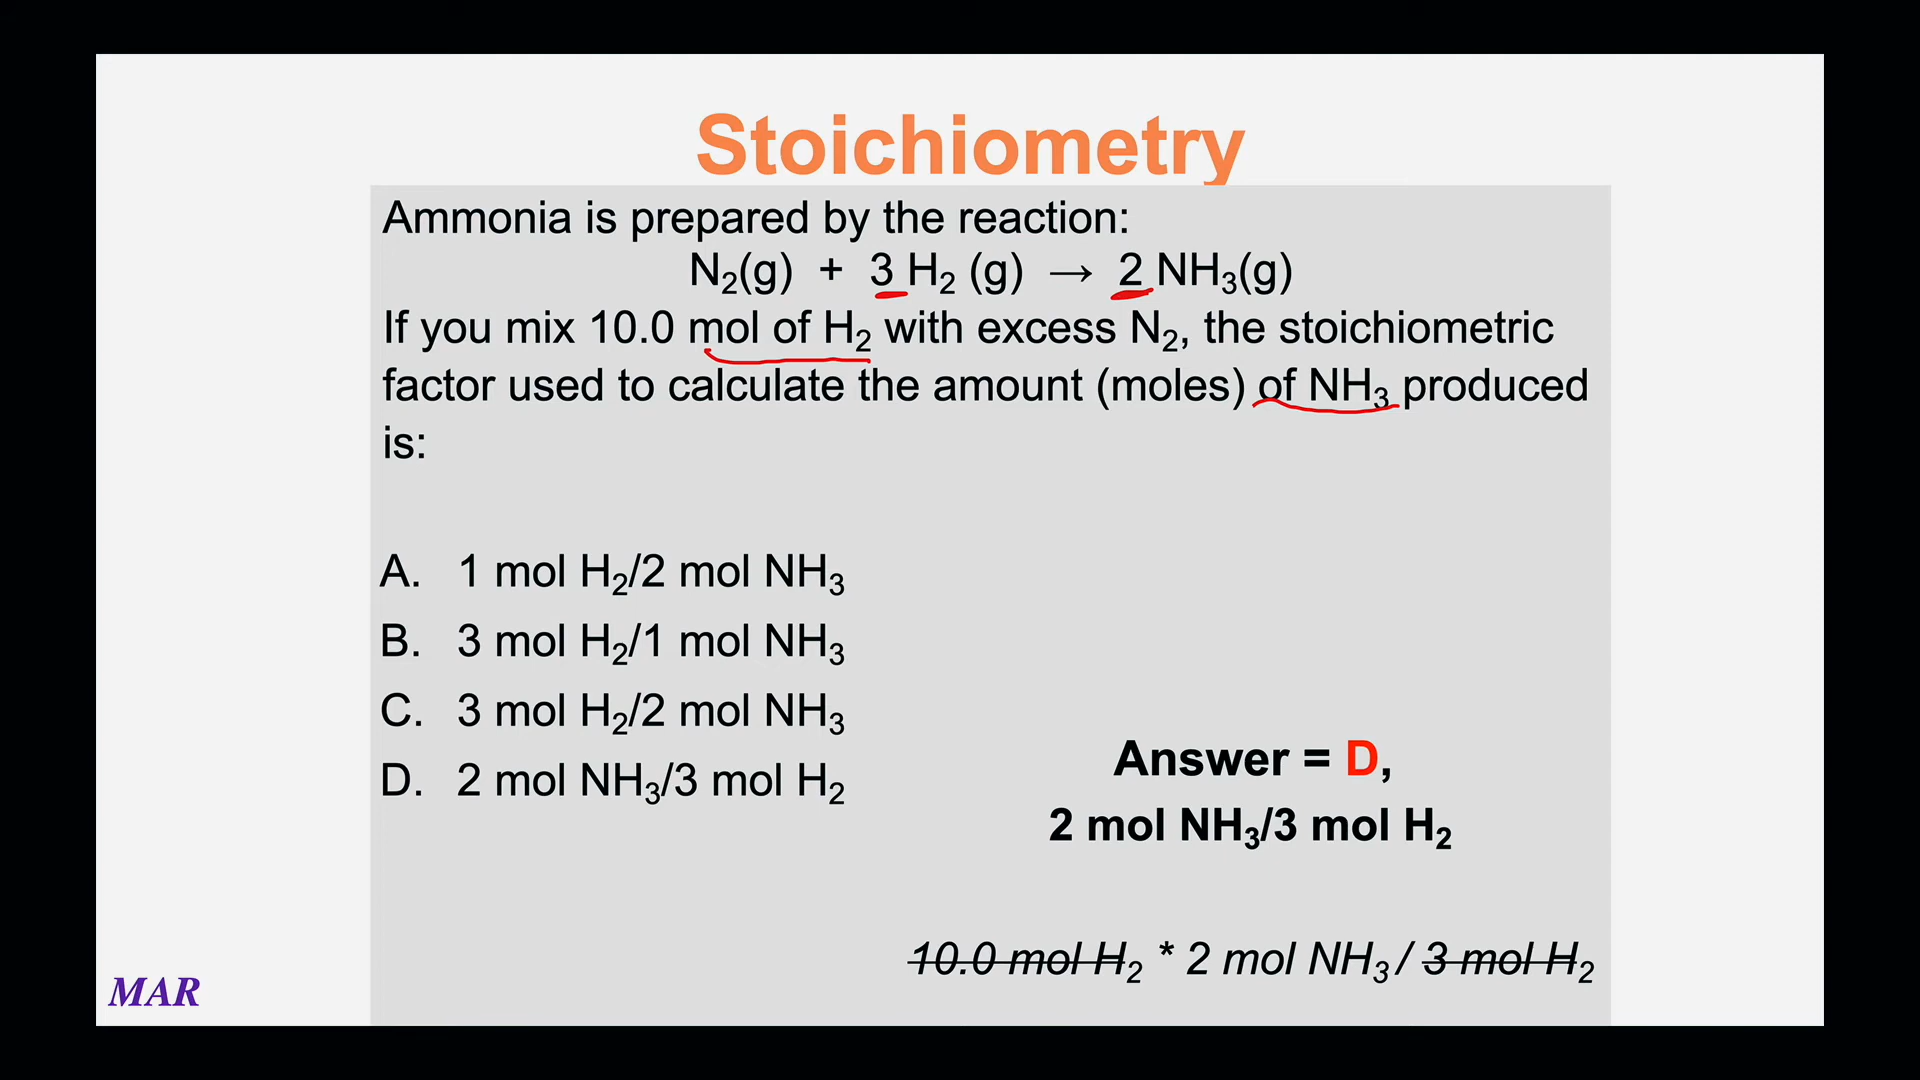 Stoichiometry
Ammonia is prepared by the reaction:
N₂(g) + 3 H₂ (g) → 2 NH₃(g)
If you mix 10.0 mol of H₂ with excess N₂, the stoichiometric
factor used to calculate the amount (moles) of NH₃ produced
is:
A. 1 mol H₂/2 mol NH₃
B. 3 mol H₂/1 mol NH₃
C. 3 mol H₂/2 mol NH₃
D. 2 mol NH₃/3 mol H₂
Answer = D,
2 mol NH₃/3 mol H₂
10.0 mol H₂ * 2 mol NH₃ / 3 mol H₂
MAR